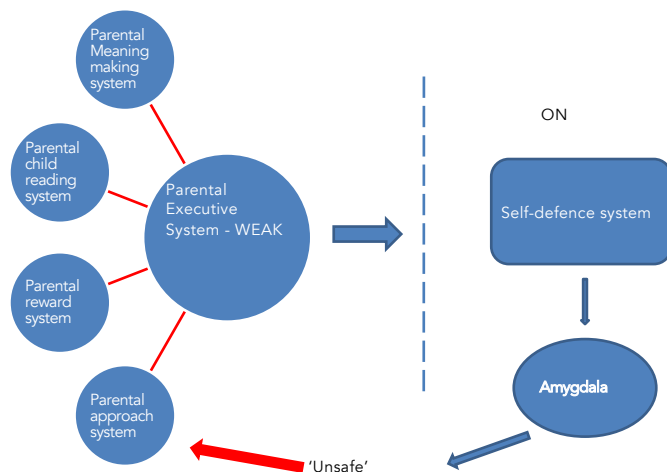 Parental
Meaning
making
system
Parental
child
reading
system
Parental
Executive
System - WEAK
Parental
reward
system
Parental
approach
system
ON
Self-defence system
Amygdala
'Unsafe'